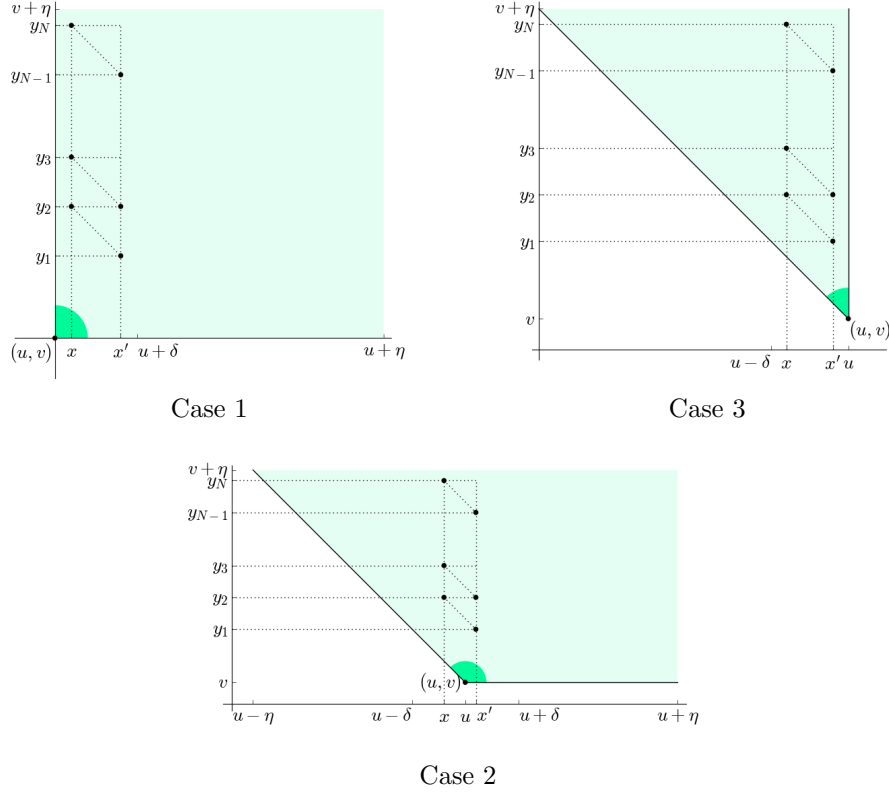 v + η
y_N
y_{N−1}
y_3
y_2
y_1
(u, v)
x
x′
u + δ
u + η
Case 1
v + η
y_N
y_{N−1}
y_3
y_2
y_1
v
(u, v)
u − δ
x
x′
u
Case 3
v + η
y_N
y_{N−1}
y_3
y_2
y_1
v
(u, v)
u − η
u − δ
x
u
x′
u + δ
u + η
Case 2